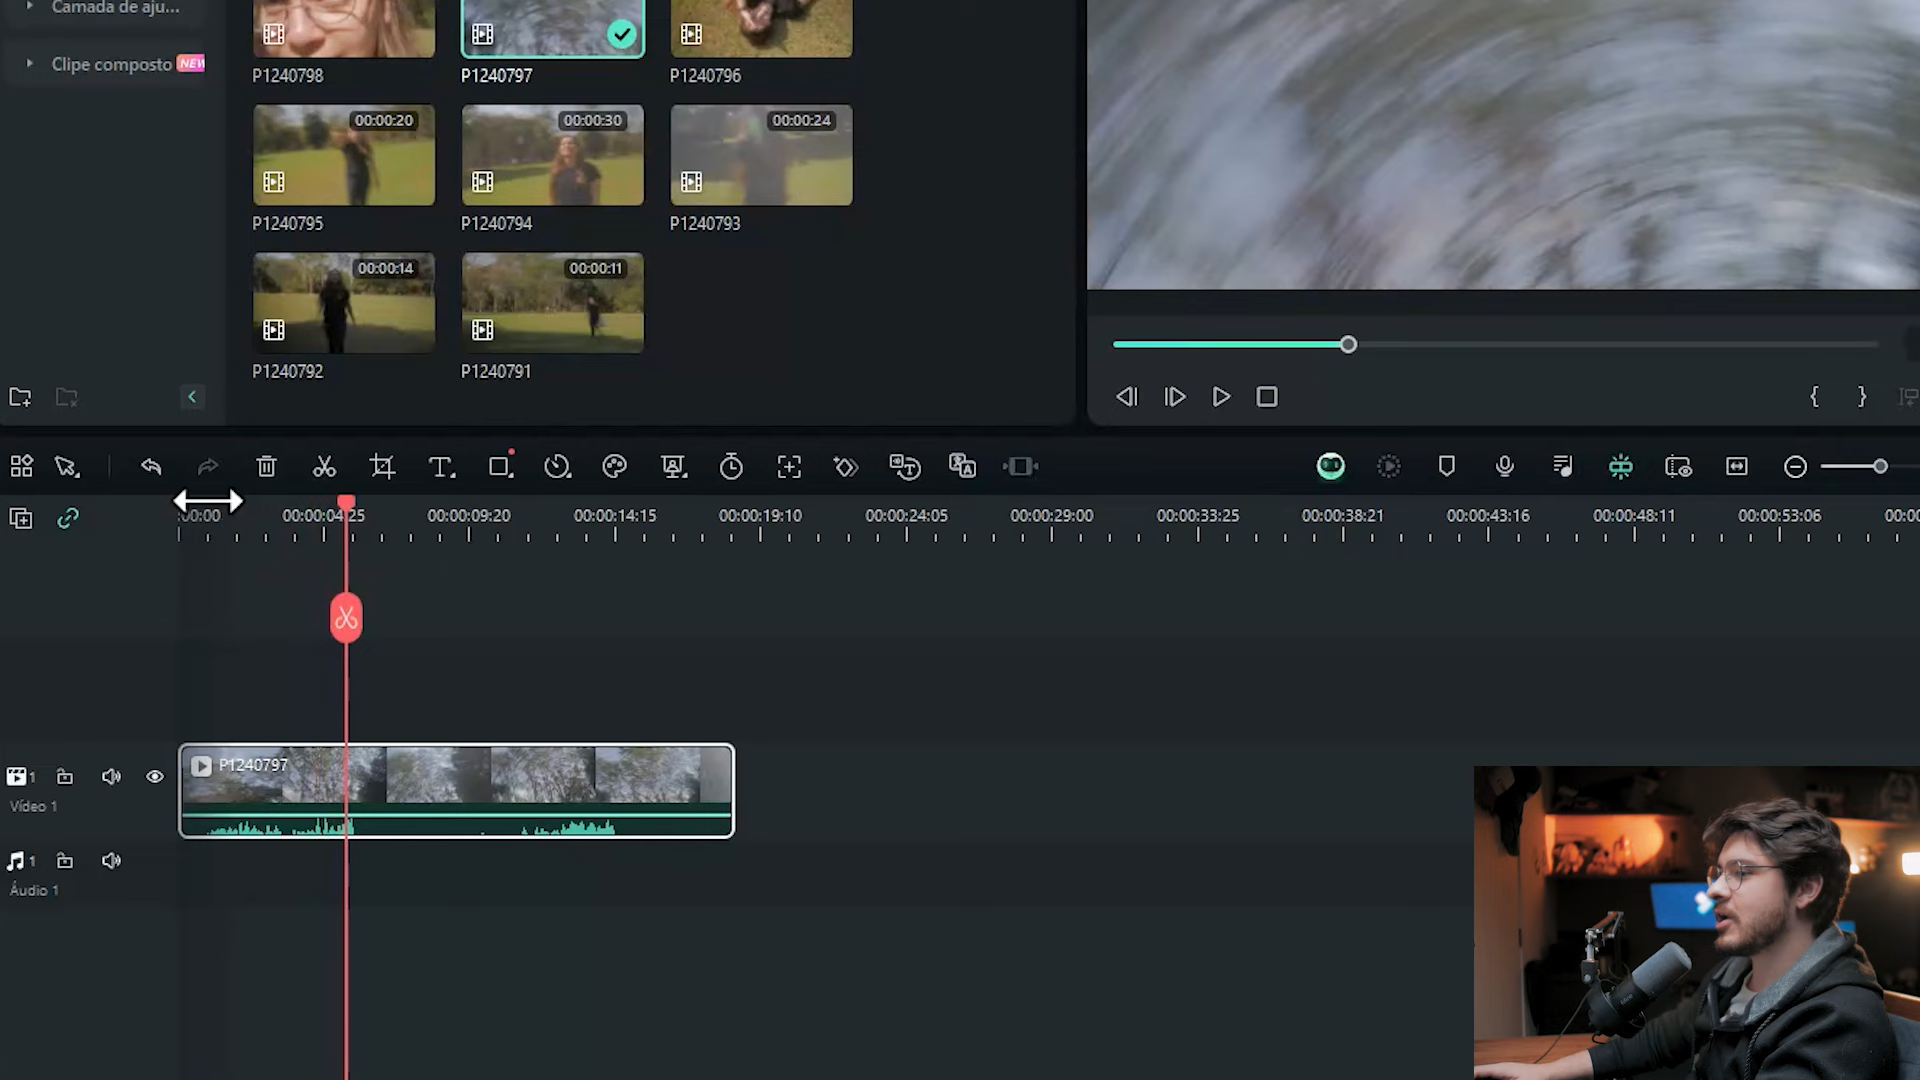 Camada de aju...
Clipe composto NEW
P1240798
P1240797
P1240796
00:00:20
00:00:30
00:00:24
P1240795
P1240794
P1240793
00:00:14
00:00:11
P1240792
P1240791
:00:00
00:00:04:25
00:00:09:20
00:00:14:15
00:00:19:10
00:00:24:05
00:00:29:00
00:00:33:25
00:00:38:21
00:00:43:16
00:00:48:11
00:00:53:06
00:00
P1240797
1
Vídeo 1
1
Áudio 1